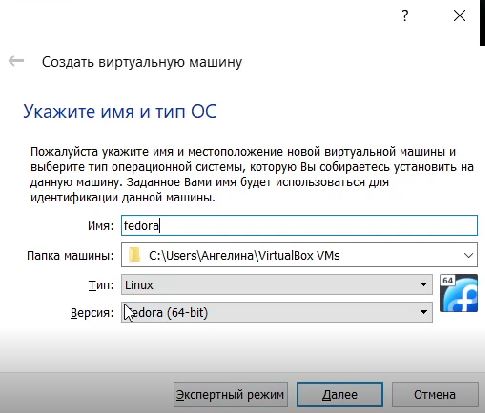 ?
Создать виртуальную машину
Укажите имя и тип ОС
Пожалуйста укажите имя и местоположение новой виртуальной машины и
выберите тип операционной системы, которую Вы собираетесь установить на
данную машину. Заданное Вами имя будет использоваться для
идентификации данной машины.
Имя: fedora
Папка машины: C:\Users\Ангелина\VirtualBox VMs
Тип: Linux
64
Версия: Fedora (64-bit)
Экспертный режим Далее Отмена